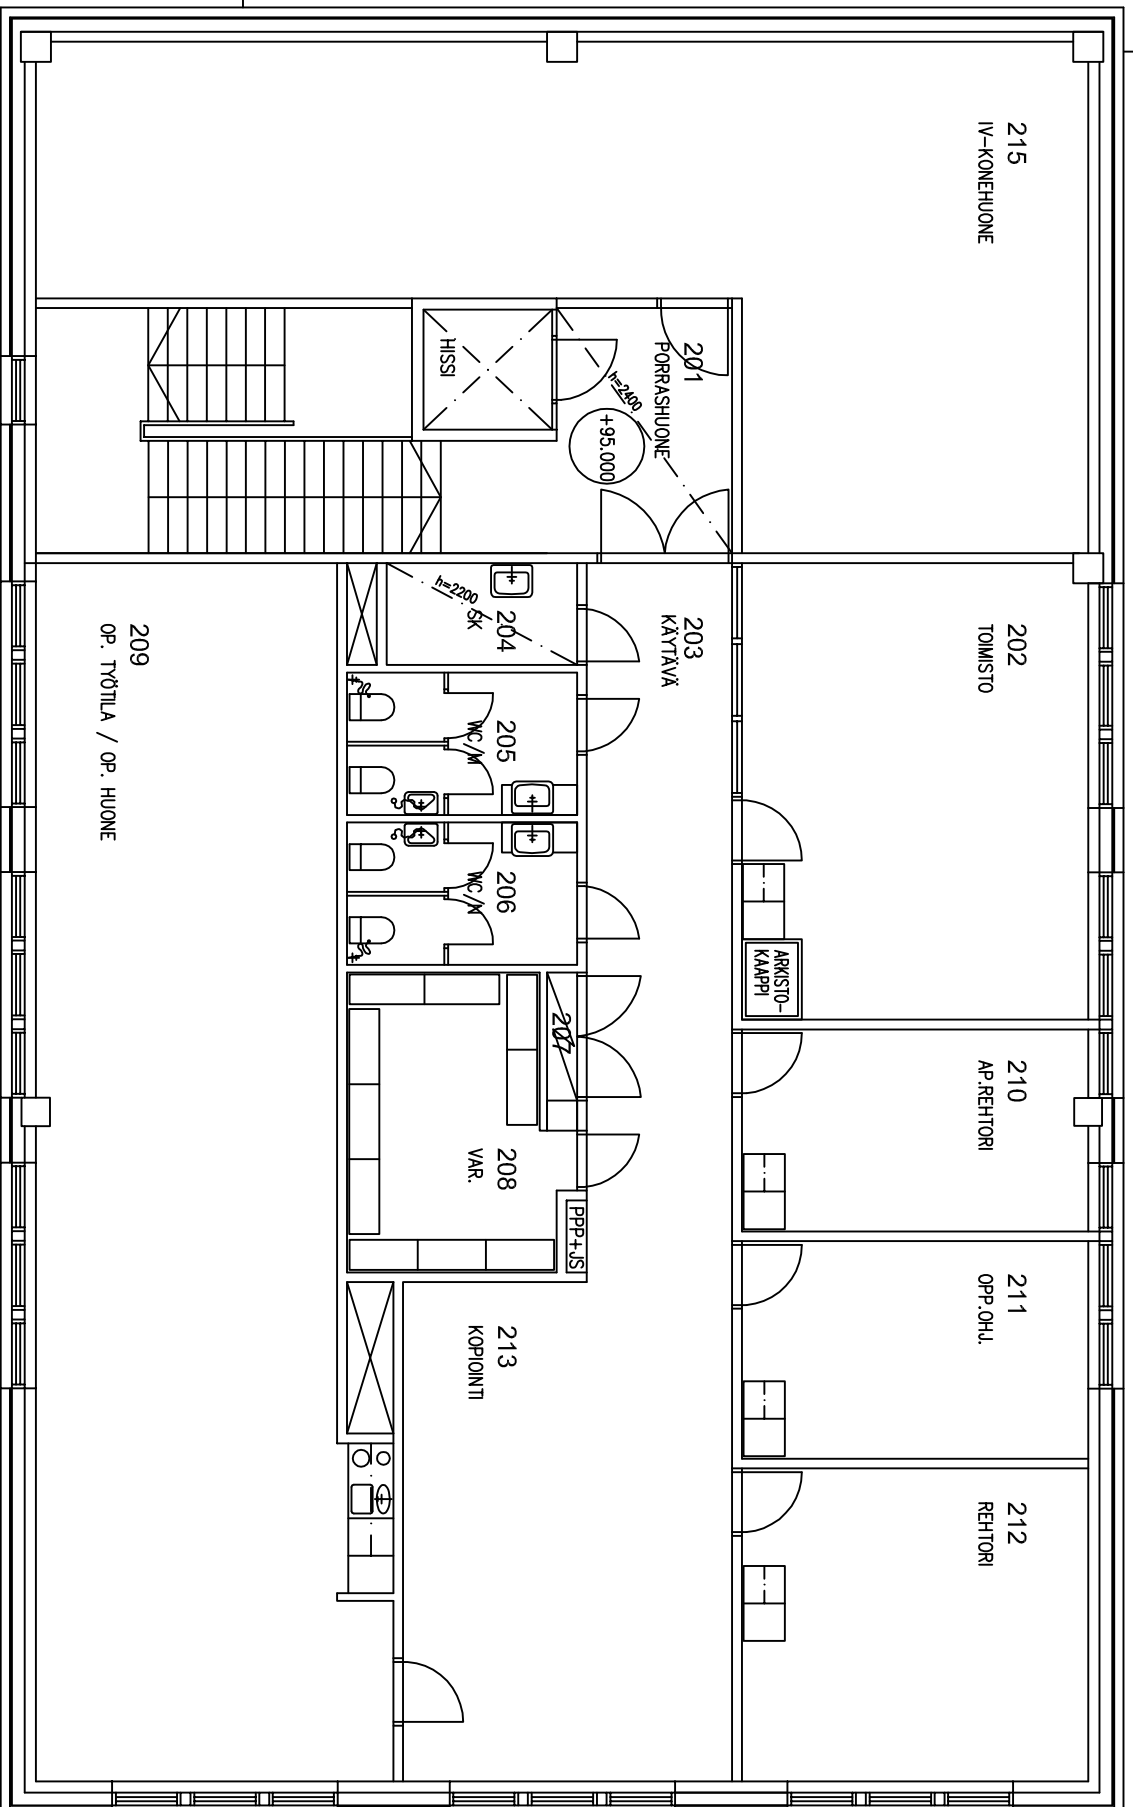 215
IV-KONEHUONE
202
TOIMISTO
ARKISTO-
KAAPPI
210
AP.REHTORI
211
OPP.OHJ.
212
REHTORI
201
PORRASHUONE
h=2400
+95.000
HISSI
203
KÄYTÄVÄ
204
SK
h=2200
205
WC/M
206
WC/N
207
208
VAR.
PPP+JS
213
KOPIOINTI
209
OP. TYÖTILA / OP. HUONE